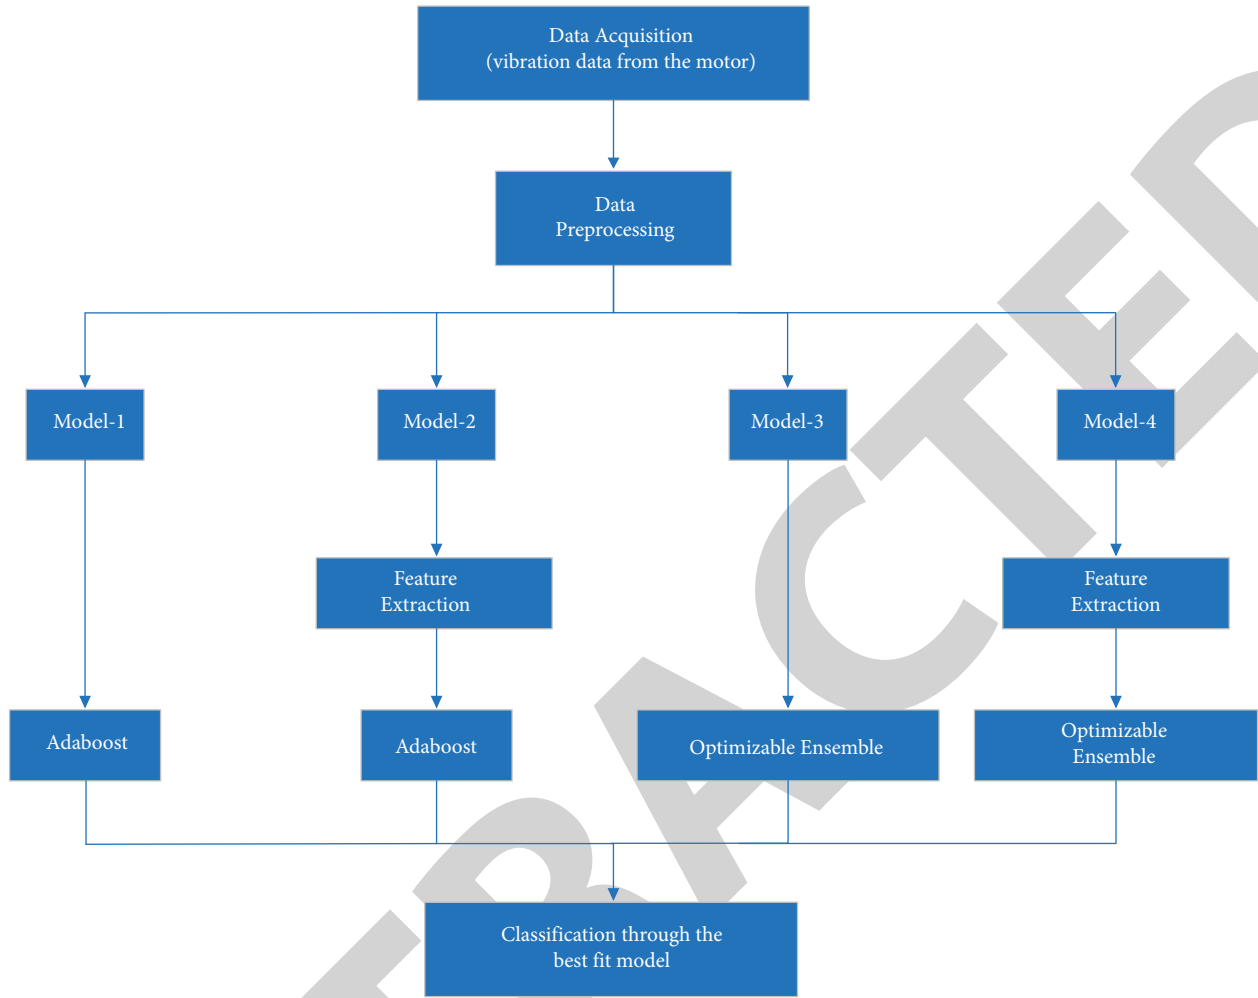 Data Acquisition
(vibration data from the motor)
Data
Preprocessing
Model-1
Model-2
Model-3
Model-4
Feature
Extraction
Feature
Extraction
Adaboost
Adaboost
Optimizable Ensemble
Optimizable
Ensemble
Classification through the
best fit model
TRACTED